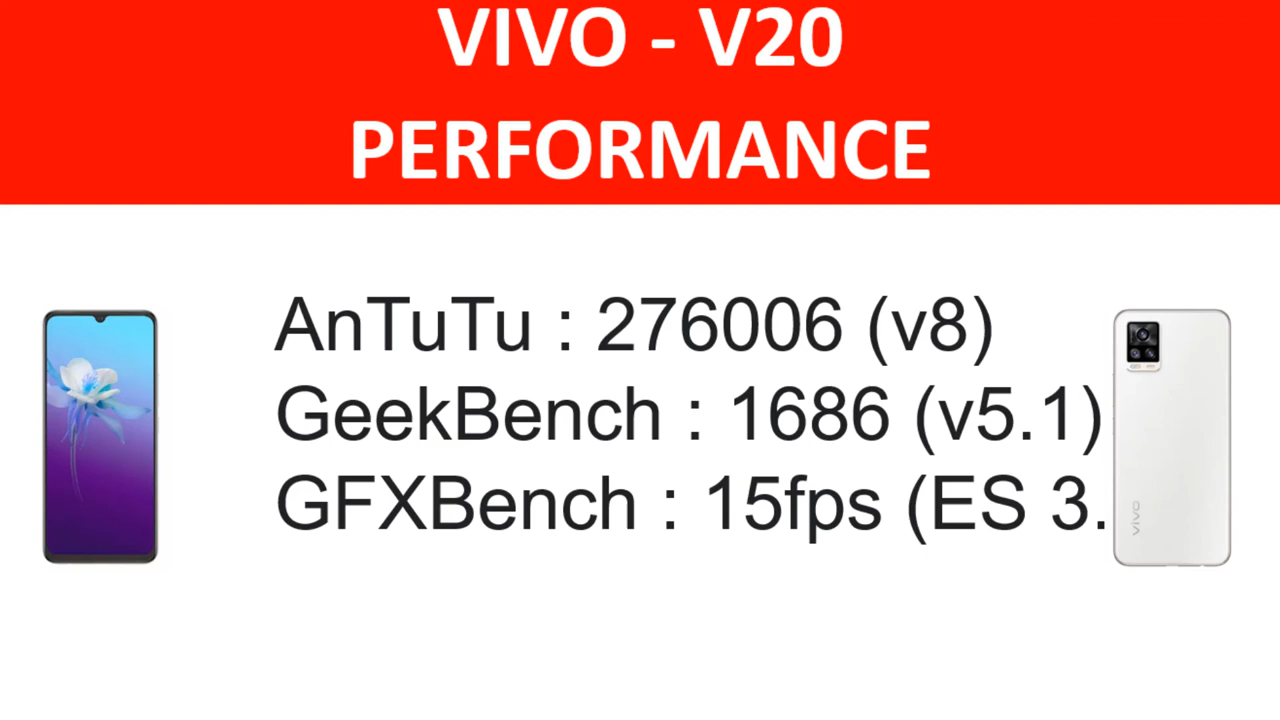 VIVO - V20
PERFORMANCE
AnTuTu : 276006 (v8)
GeekBench : 1686 (v5.1)
GFXBench : 15fps (ES 3.
vivo